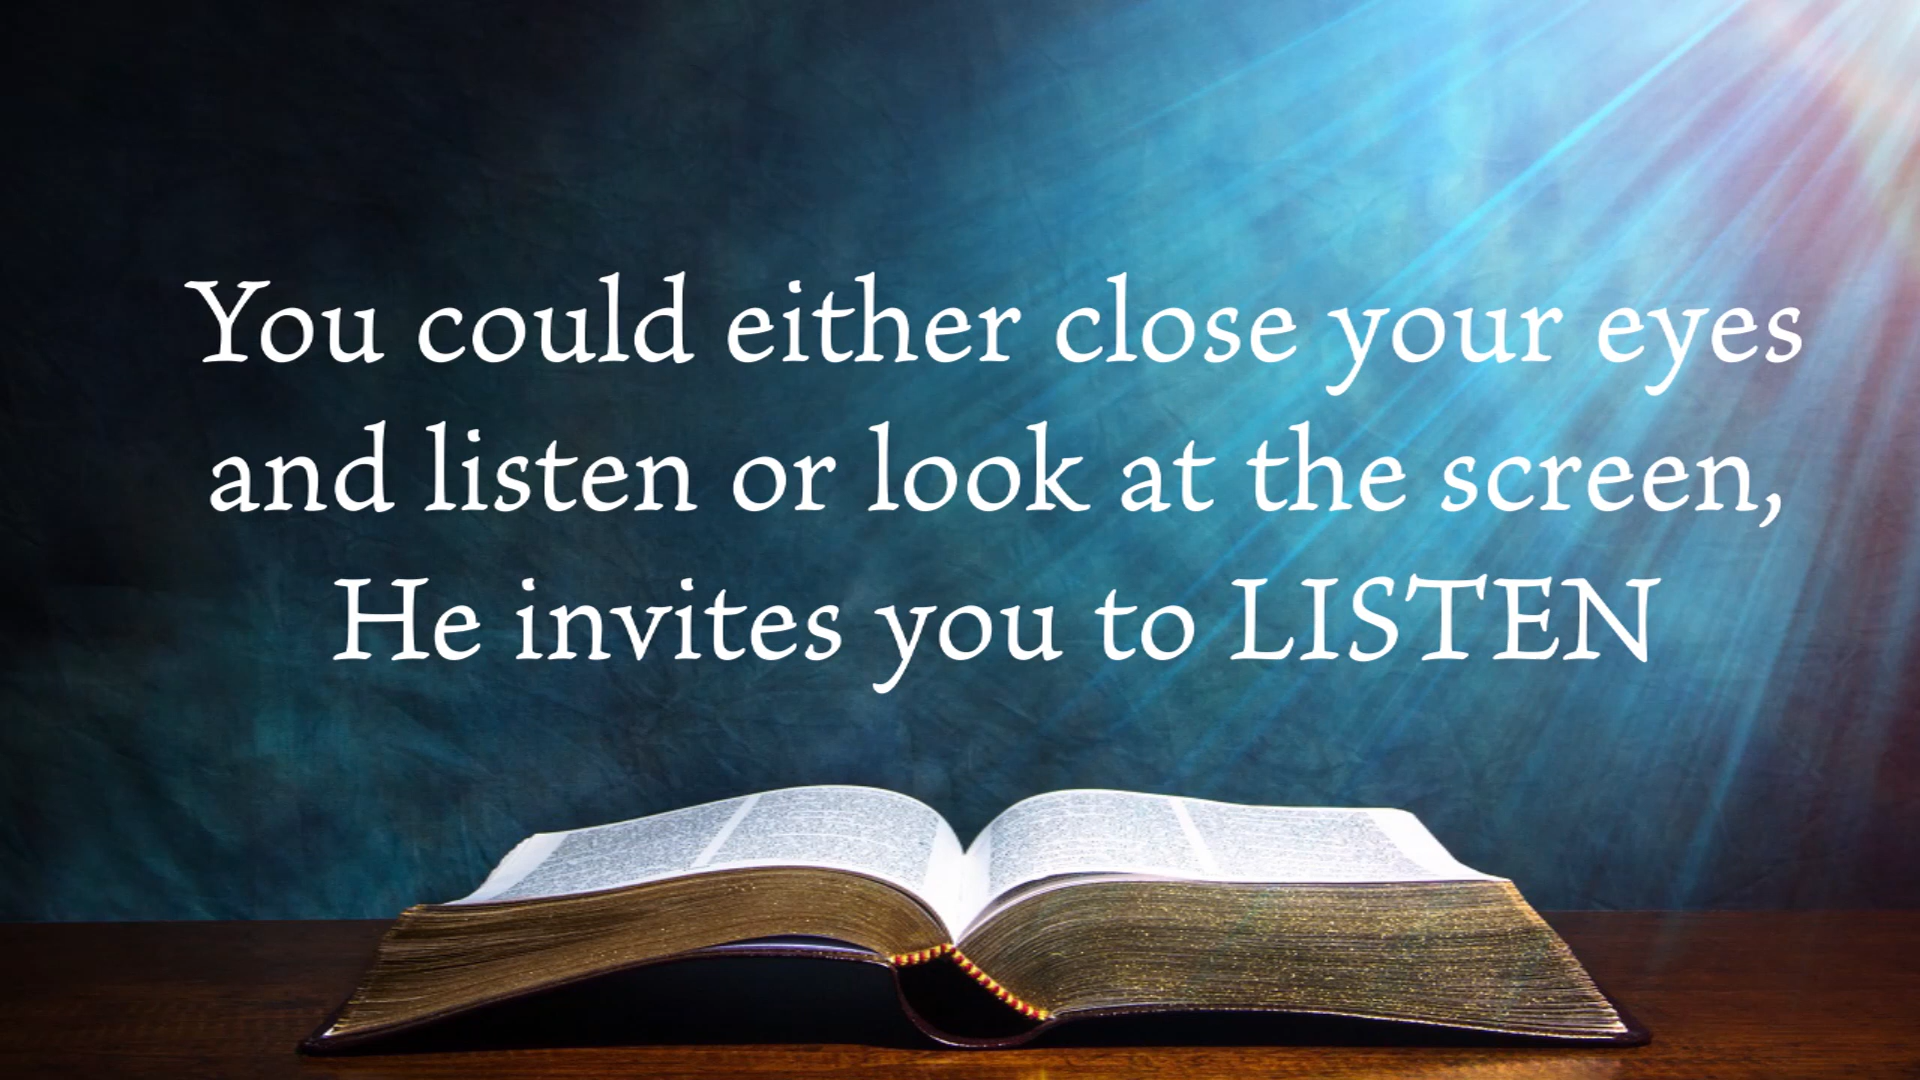 You could either close your eyes
and listen or look at the screen,
He invites you to LISTEN